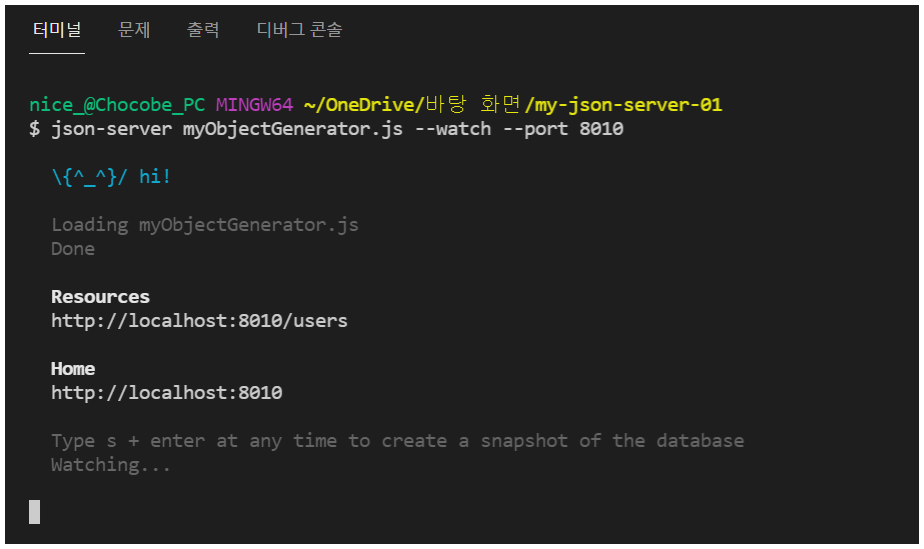 터미널 문제 출력 디버그 콘솔
nice_@Chocobe_PC MINGW64 ~/OneDrive/바탕 화면/my-json-server-01
$ json-server myObjectGenerator.js --watch --port 8010
\{^_^}/ hi!
Loading myObjectGenerator.js
Done
Resources
http://localhost:8010/users
Home
http://localhost:8010
Type s + enter at any time to create a snapshot of the database
Watching...